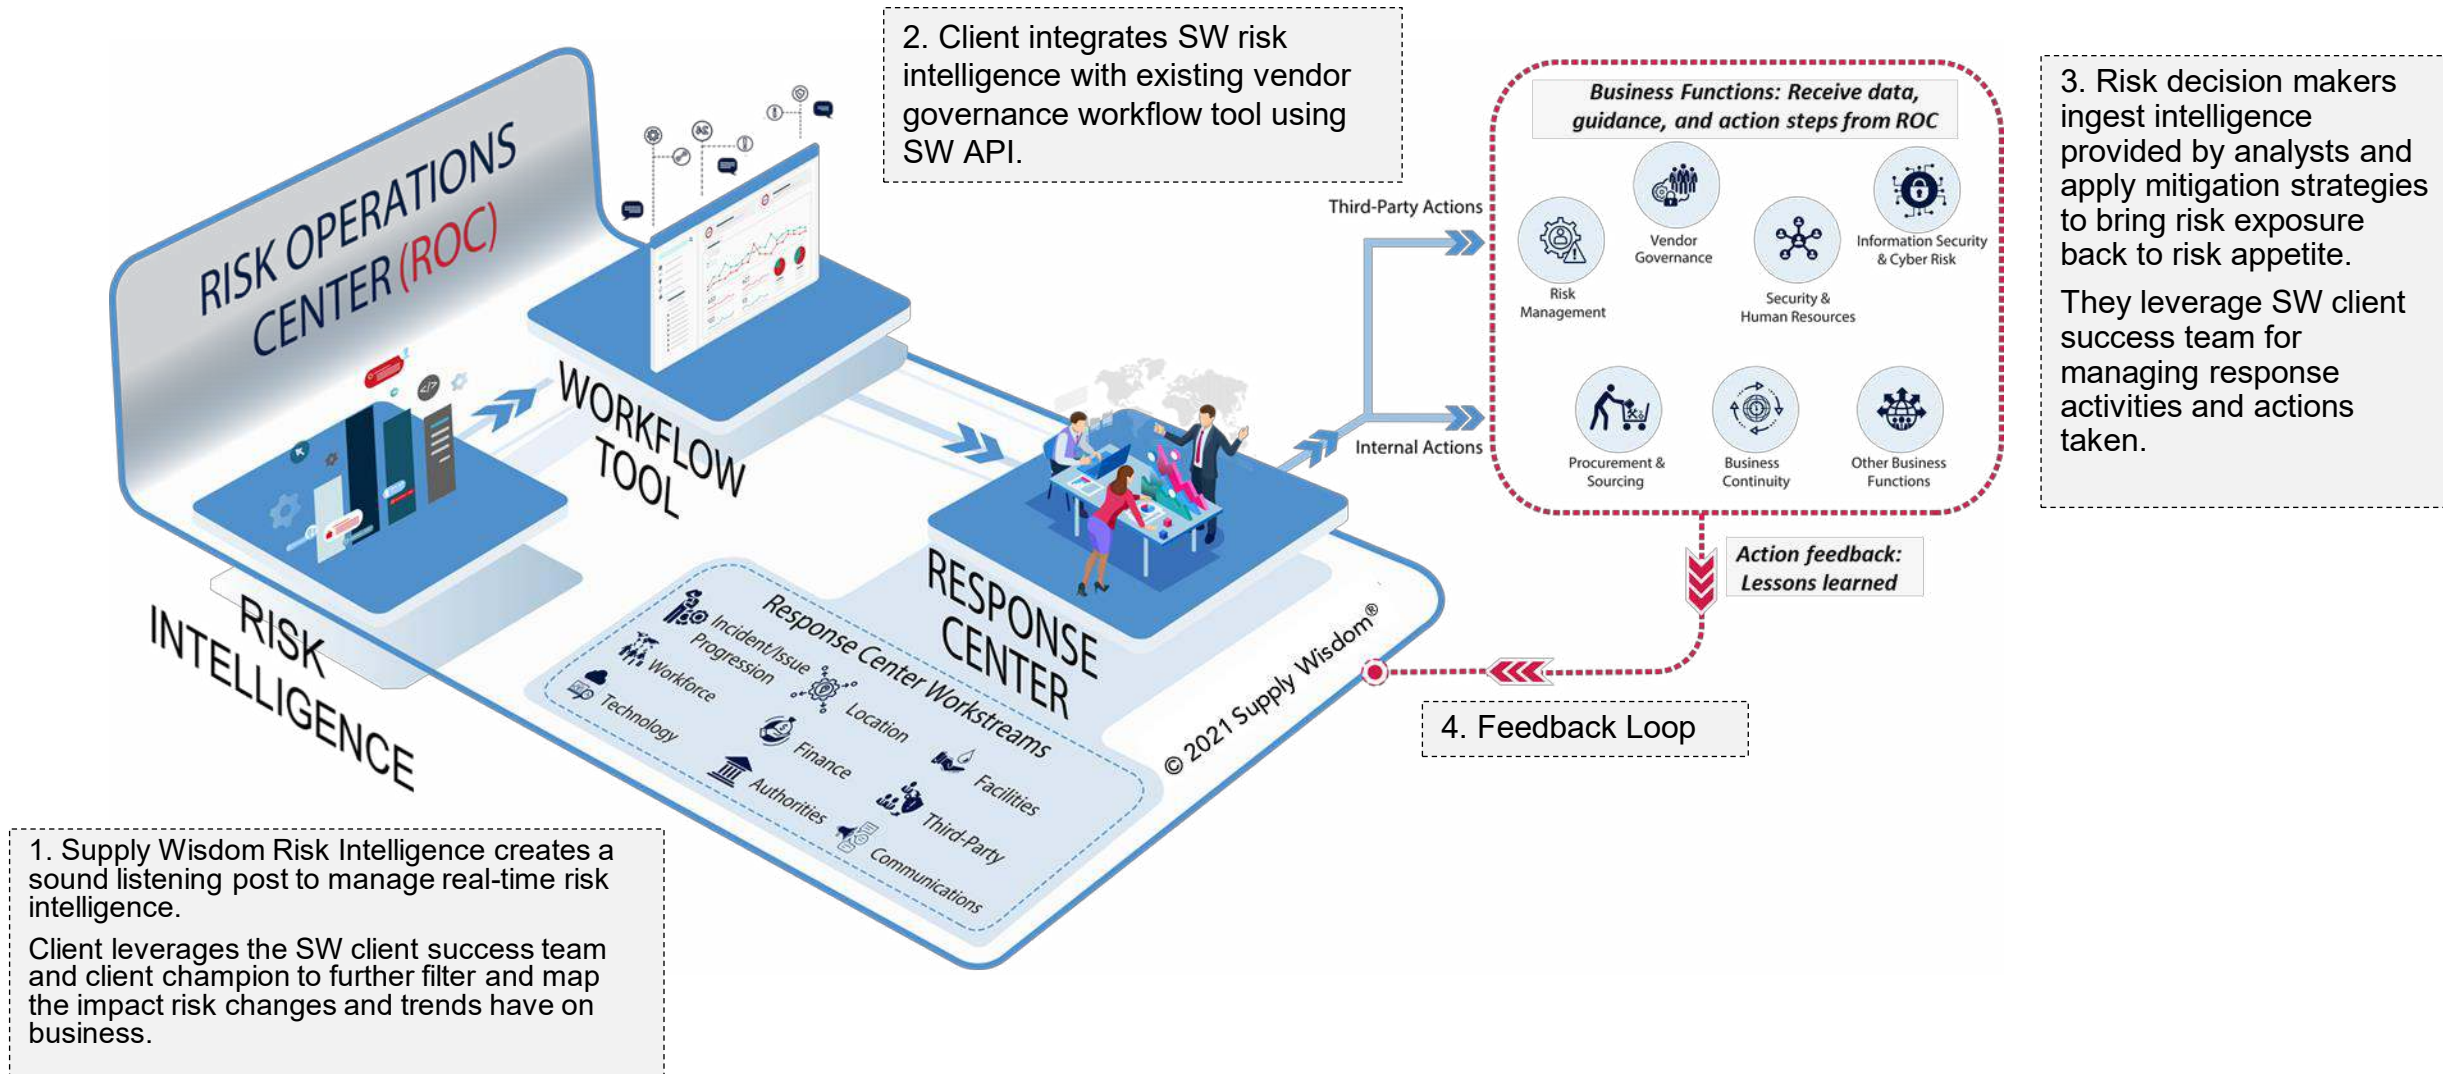 RISK OPERATIONS
CENTER (ROC)
2. Client integrates SW risk
intelligence with existing vendor
governance workflow tool using
SW API.
Business Functions: Receive data,
guidance, and action steps from ROC
3. Risk decision makers
ingest intelligence
provided by analysts and
apply mitigation strategies
to bring risk exposure
back to risk appetite.
They leverage SW client
success team for
managing response
activities and actions
taken.
Third-Party Actions
Internal Actions
Risk
Management
Vendor
Governance
Security &
Human Resources
Information Security
& Cyber Risk
Procurement &
Sourcing
Business
Continuity
Other Business
Functions
WORKFLOW
TOOL
RISK
INTELLIGENCE
RESPONSE
CENTER
Response Center Workstreams
Incident/Issue
Progression
Location
Facilities
Workforce
Finance
Third-Party
Technology
Authorities
Communications
© 2021 Supply Wisdom®
Action feedback:
Lessons learned
4. Feedback Loop
1. Supply Wisdom Risk Intelligence creates a
sound listening post to manage real-time risk
intelligence.
Client leverages the SW client success team
and client champion to further filter and map
the impact risk changes and trends have on
business.